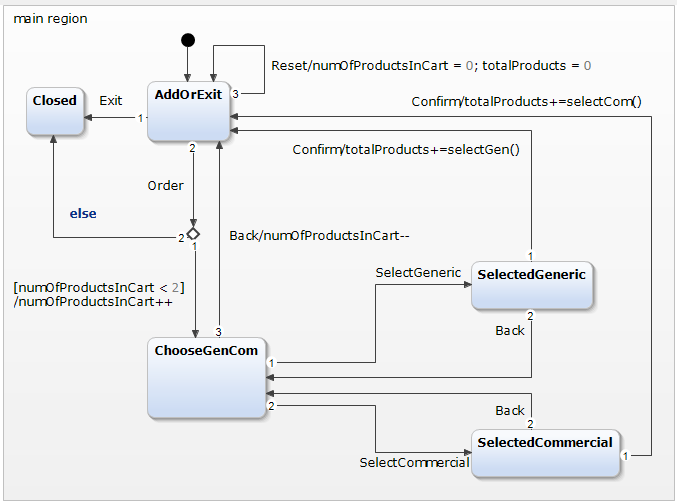 main region
Reset/numOfProductsInCart = 0; totalProducts = 0
AddOrExit
3
Closed
Exit
1
Confirm/totalProducts+=selectCom()
2
Confirm/totalProducts+=selectGen()
Order
else
2
1
Back/numOfProductsInCart--
1
SelectGeneric
SelectedGeneric
[numOfProductsInCart < 2]
/numOfProductsInCart++
2
Back
3
ChooseGenCom
1
2
Back
2
SelectedCommercial
SelectCommercial
1